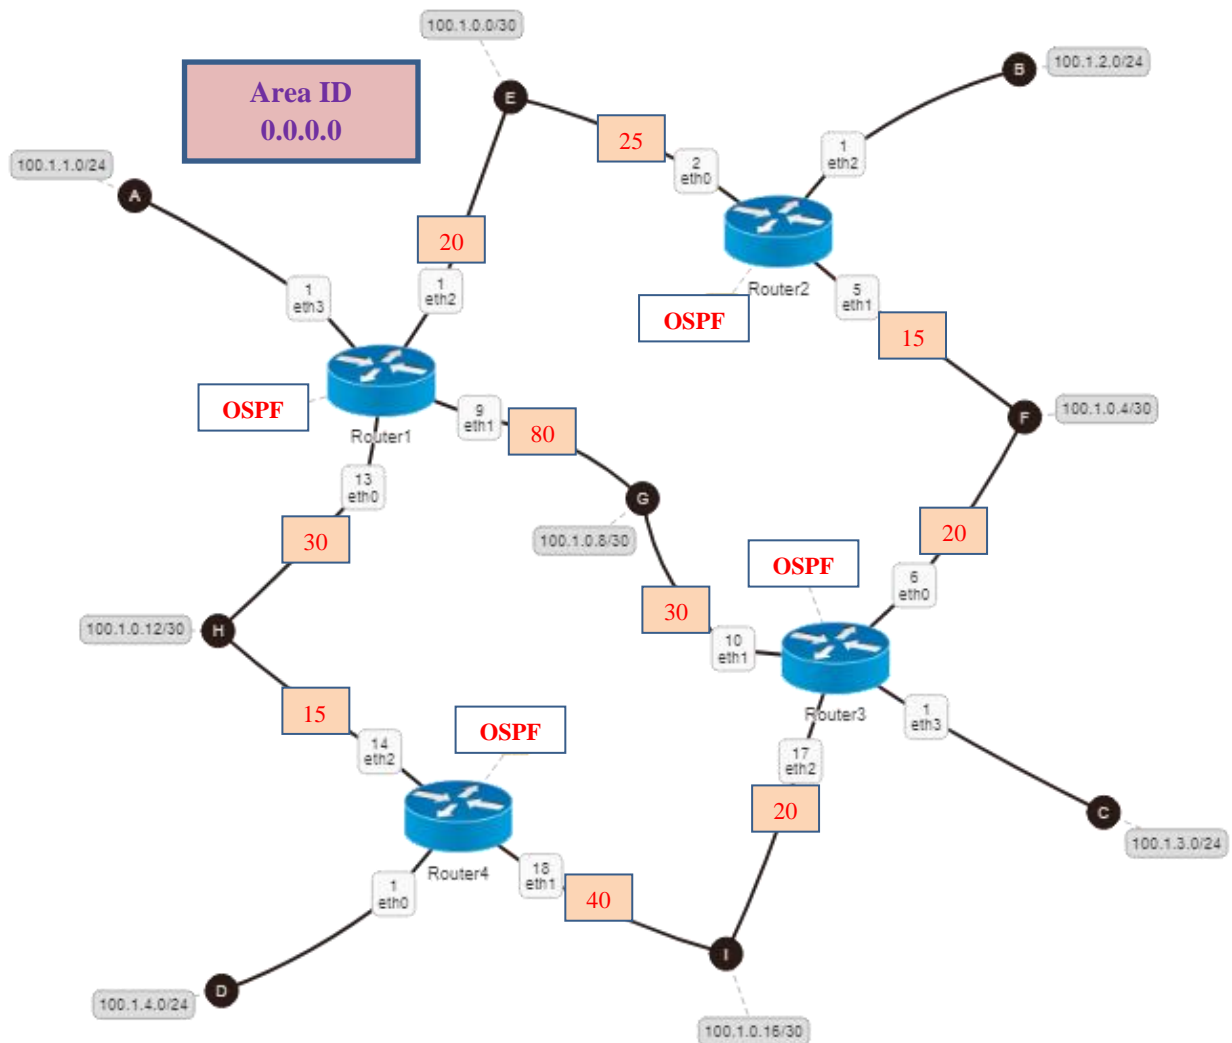 100.1.0.0/30
Area ID
0.0.0.0
E
B
100.1.2.0/24
25
1
eth2
2
eth0
100.1.1.0/24
A
20
1
eth3
1
eth2
Router2
5
eth1
OSPF
15
OSPF
Router1
9
eth1
80
F
100.1.0.4/30
13
eth0
G
30
100.1.0.8/30
20
OSPF
6
eth0
30
10
eth1
100.1.0.12/30
H
15
OSPF
14
eth2
Router3
1
eth3
17
eth2
20
C
100.1.3.0/24
Router4
18
eth1
1
eth0
40
I
D
100.1.4.0/24
100.1.0.16/30